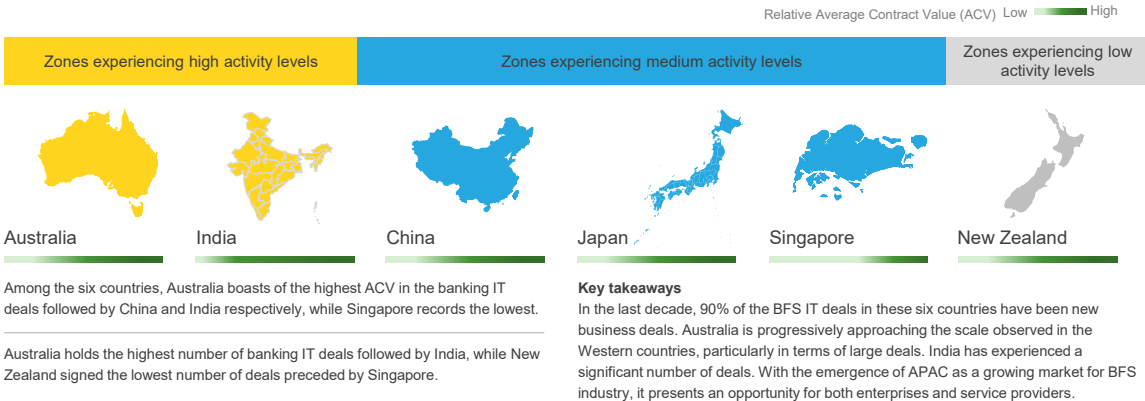 Relative Average Contract Value (ACV) Low High
Zones experiencing high activity levels
Zones experiencing medium activity levels
Zones experiencing low
activity levels
Australia
India
China
Japan
Singapore
New Zealand
Among the six countries, Australia boasts of the highest ACV in the banking IT
deals followed by China and India respectively, while Singapore records the lowest.
Australia holds the highest number of banking IT deals followed by India, while New
Zealand signed the lowest number of deals preceded by Singapore.
Key takeaways
In the last decade, 90% of the BFS IT deals in these six countries have been new
business deals. Australia is progressively approaching the scale observed in the
Western countries, particularly in terms of large deals. India has experienced a
significant number of deals. With the emergence of APAC as a growing market for BFS
industry, it presents an opportunity for both enterprises and service providers.